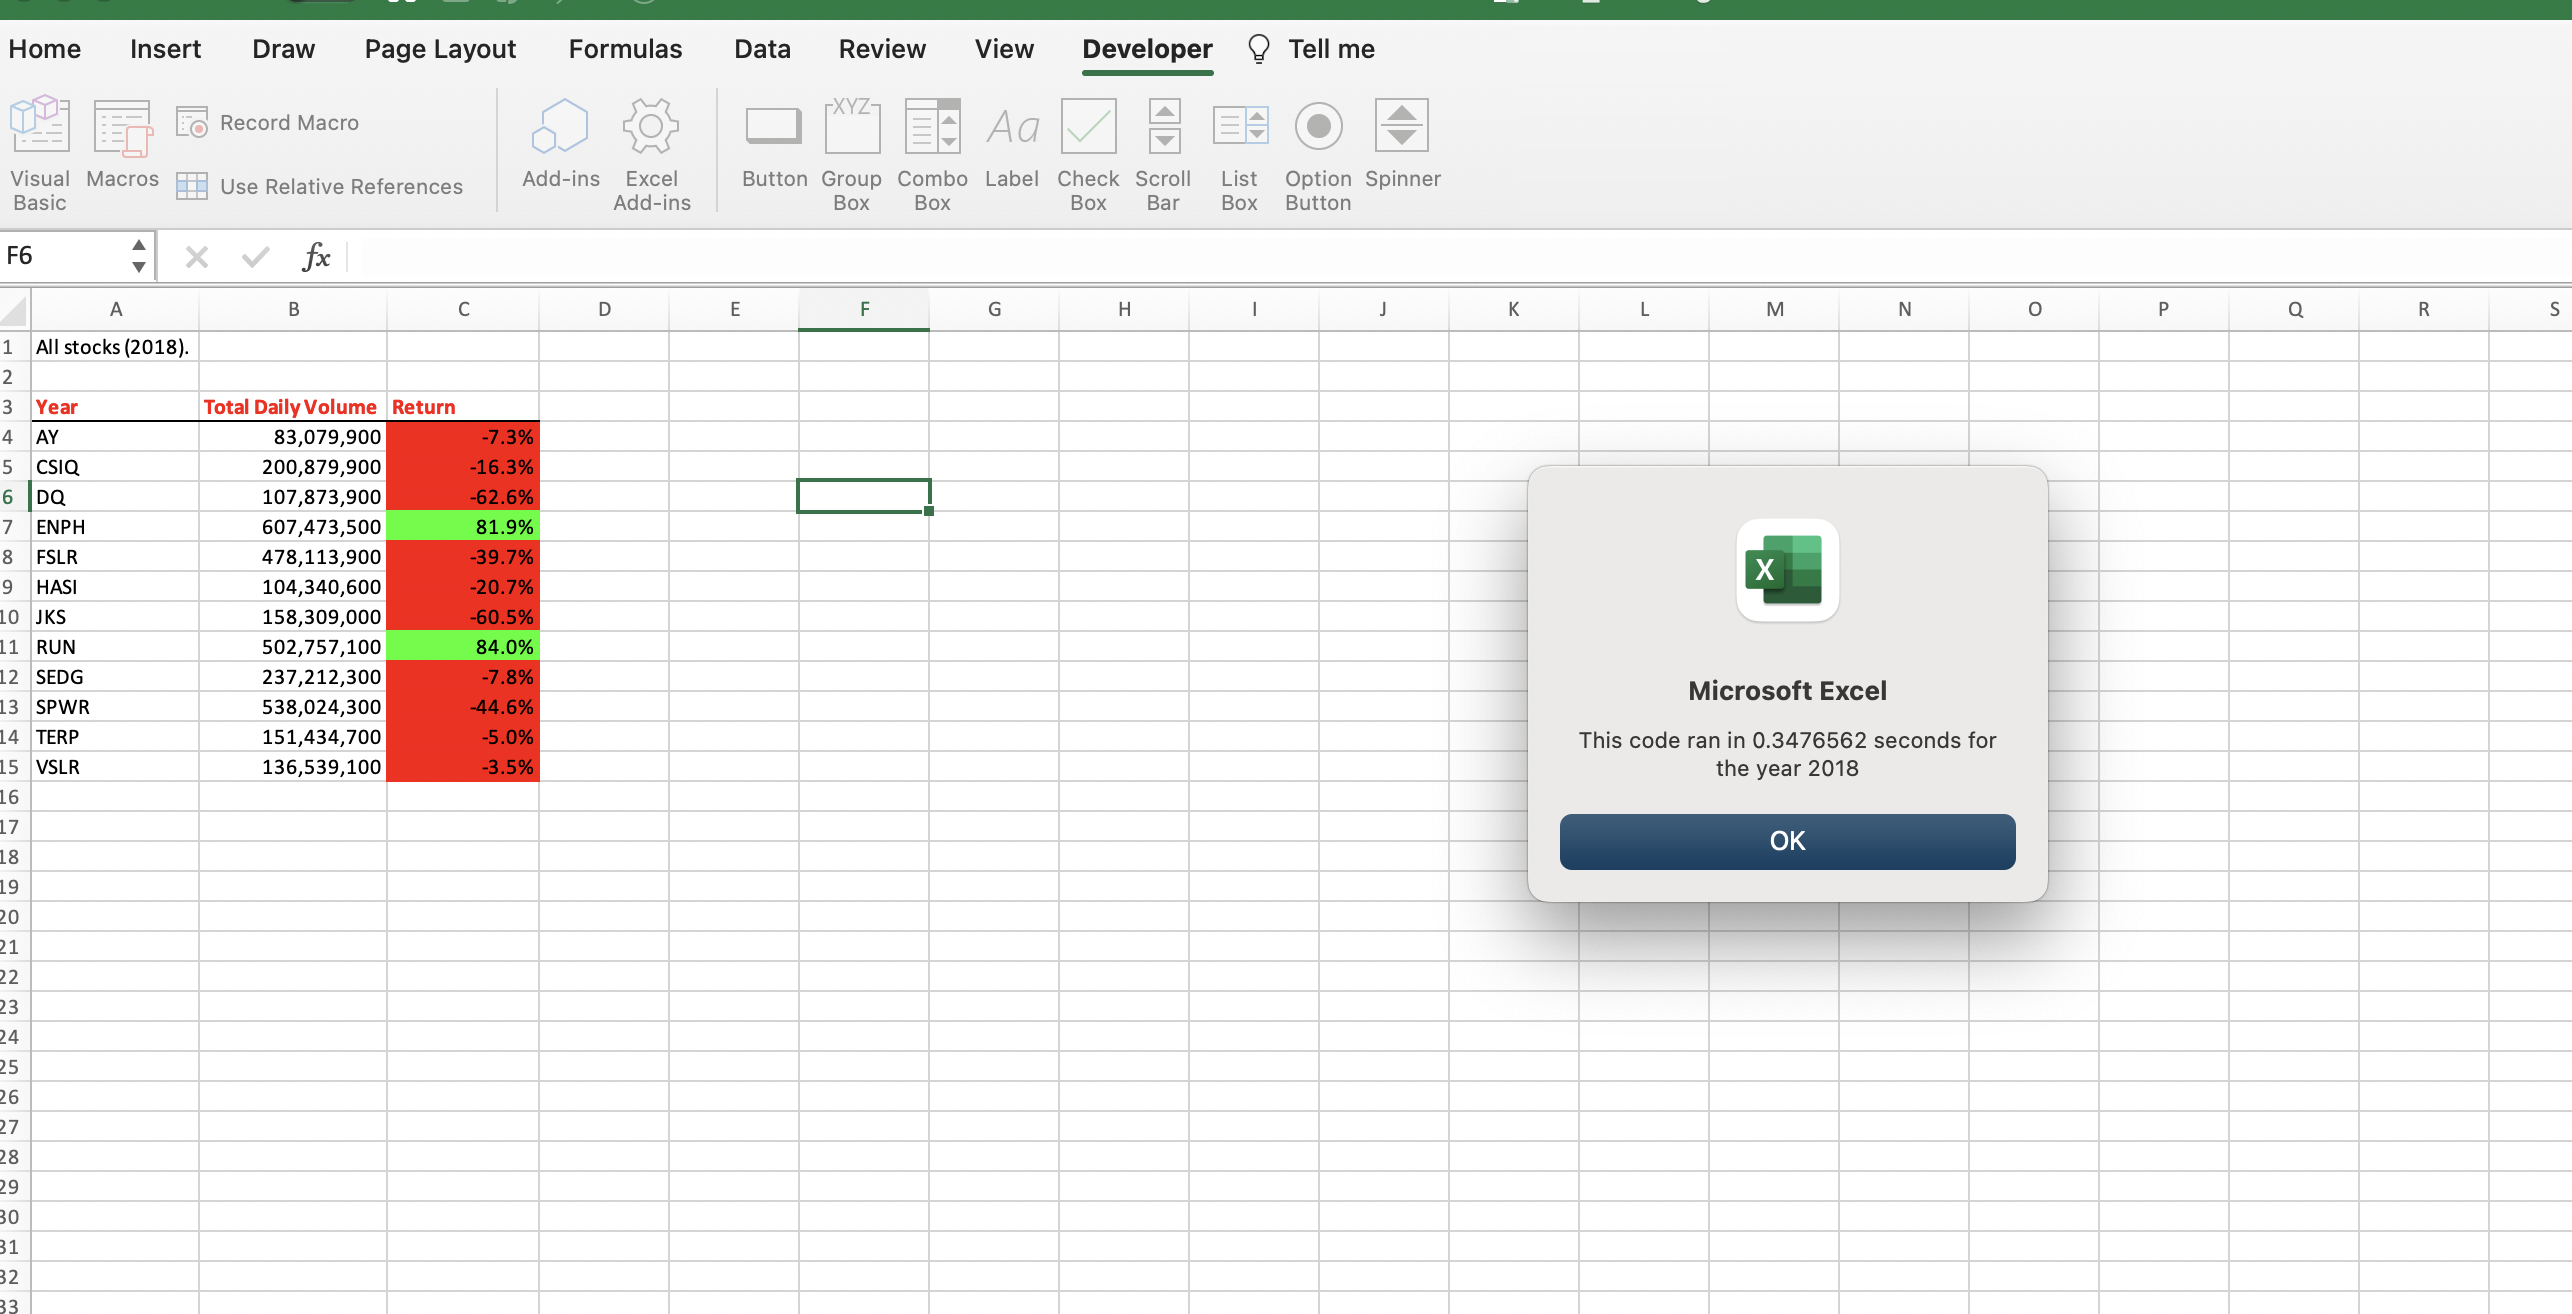 Home Insert Draw Page Layout Formulas Data Review View Developer Tell me
Visual Basic Macros Record Macro Use Relative References Add-ins Excel Add-ins Button XYZ Group Box Combo Box Aa Label Check Box Scroll Bar List Box Option Button Spinner
F6 fx
A B C D E F G H I J K L M N O P Q R S
1 All stocks (2018).
2
3 Year Total Daily Volume Return
4 AY 83,079,900 -7.3%
5 CSIQ 200,879,900 -16.3%
6 DQ 107,873,900 -62.6%
7 ENPH 607,473,500 81.9%
8 FSLR 478,113,900 -39.7%
9 HASI 104,340,600 -20.7%
10 JKS 158,309,000 -60.5%
11 RUN 502,757,100 84.0%
12 SEDG 237,212,300 -7.8%
13 SPWR 538,024,300 -44.6%
14 TERP 151,434,700 -5.0%
15 VSLR 136,539,100 -3.5%
16
17
18
19
20
21
22
23
24
25
26
27
28
29
30
31
32
33
X
Microsoft Excel
This code ran in 0.3476562 seconds for
the year 2018
OK